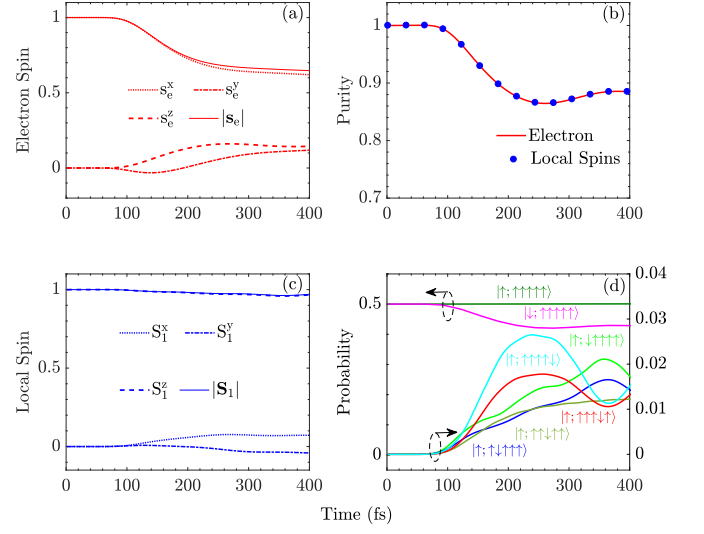 (a)
Electron Spin
1
0.5
0
s_e^x s_e^y
s_e^z |s_e|
0 100 200 300 400
(b)
Purity
1
0.9
0.8
0.7
Electron
Local Spins
0 100 200 300 400
(c)
Local Spin
1
0
S_1^x S_1^y
S_1^z |S_1|
0 100 200 300 400
(d)
Probability
0.5
0
0.04
0.03
0.02
0.01
0
|↑;↑↑↑↑↑⟩
|↓;↑↑↑↑↑⟩
|↑;↓↑↑↑↑⟩
|↑;↑↑↑↑↓⟩
|↑;↑↑↑↓↑⟩
|↑;↑↑↓↑↑⟩
|↑;↑↓↑↑↑⟩
0 100 200 300 400
Time (fs)